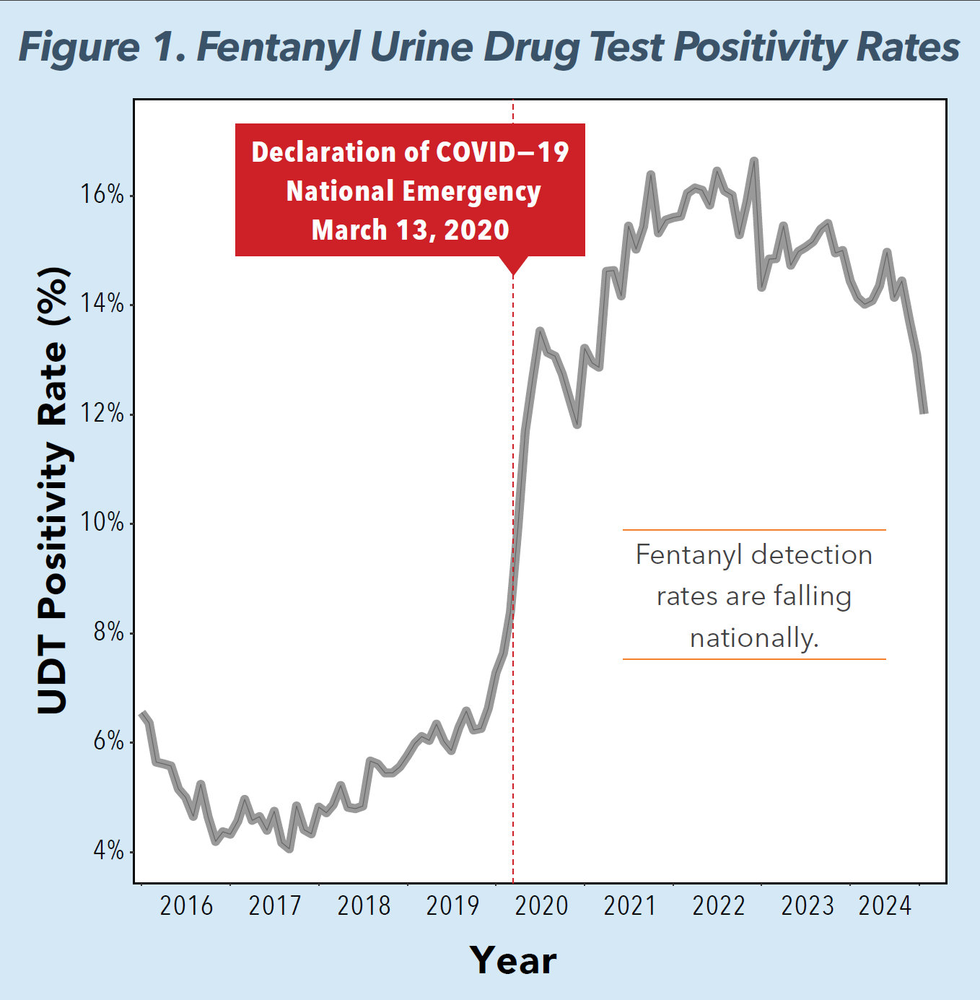 Figure 1. Fentanyl Urine Drug Test Positivity Rates
Declaration of COVID–19
National Emergency
March 13, 2020
16%
14%
12%
10%
8%
6%
4%
UDT Positivity Rate (%)
Fentanyl detection
rates are falling
nationally.
2016 2017 2018 2019 2020 2021 2022 2023 2024
Year